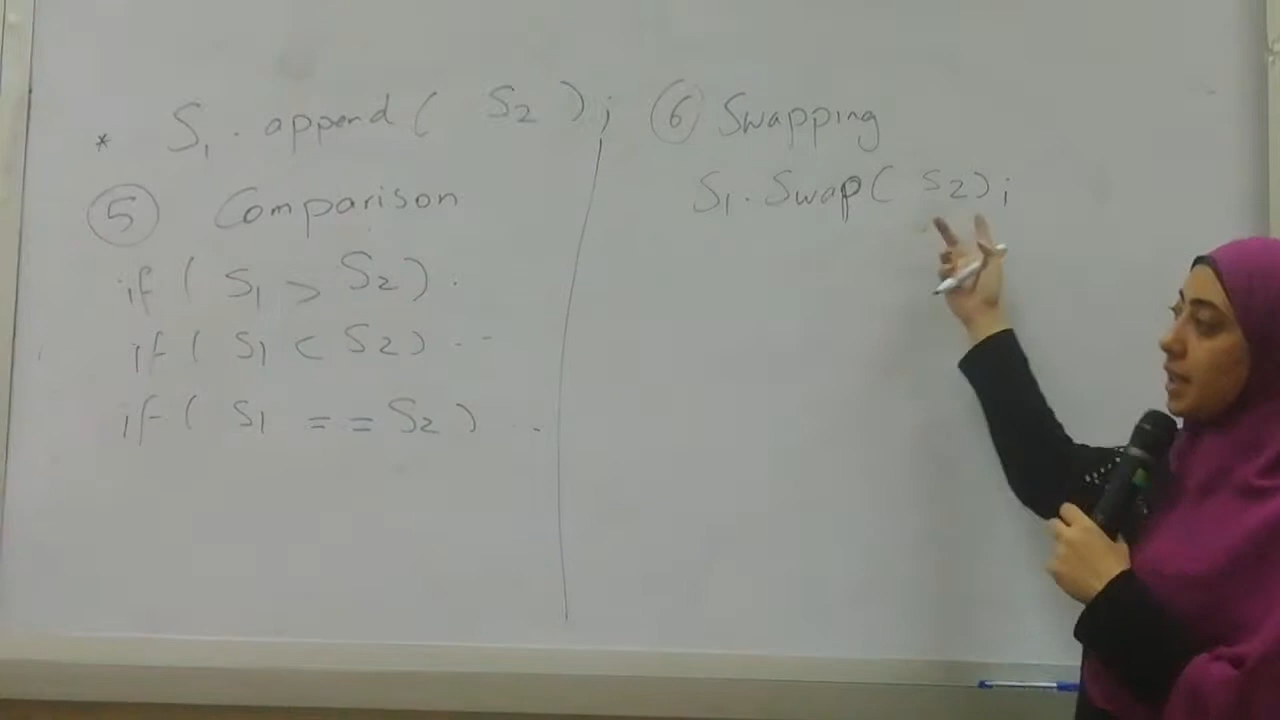 * S1 . append ( S2 ) ;
5 Comparison
if ( S1 > S2 ) .
if ( S1 < S2 ) ...
if ( S1 == S2 ) ..
6 Swapping
S1 . Swap ( S2 ) ;